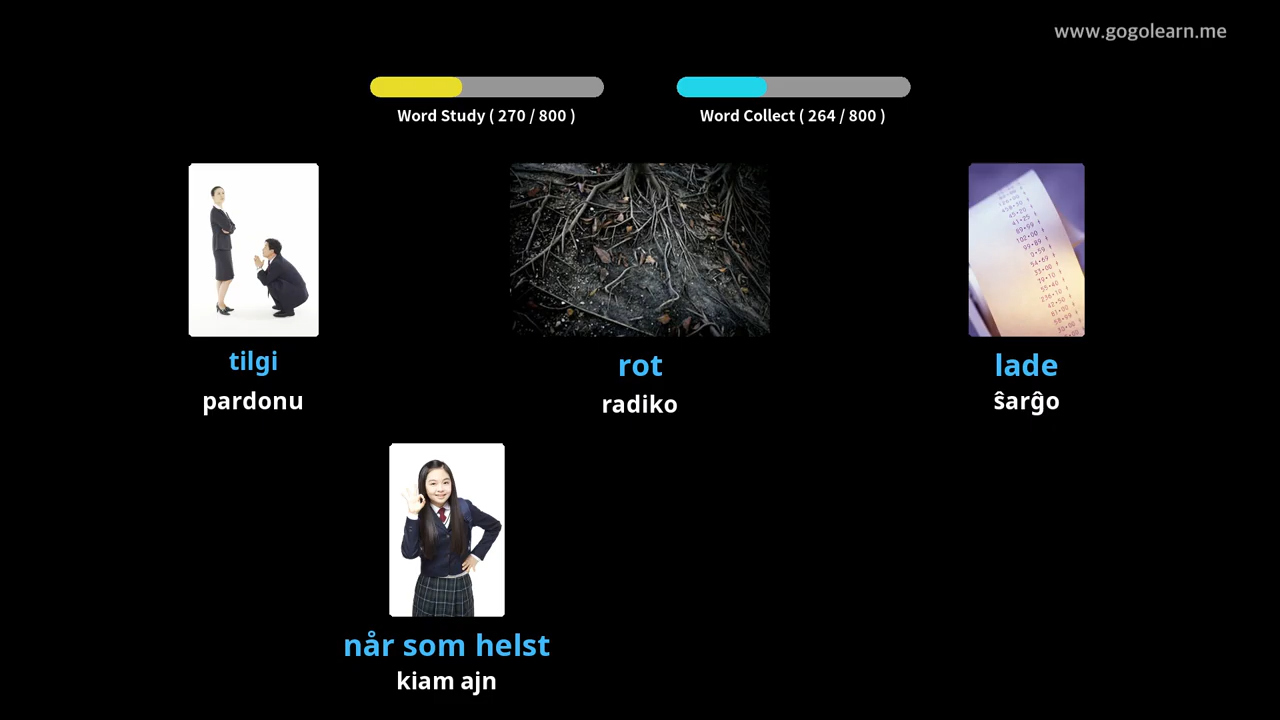 www.gogolearn.me
Word Study ( 270 / 800 )
Word Collect ( 264 / 800 )
tilgi
pardonu
rot
radiko
lade
ŝarĝo
når som helst
kiam ajn